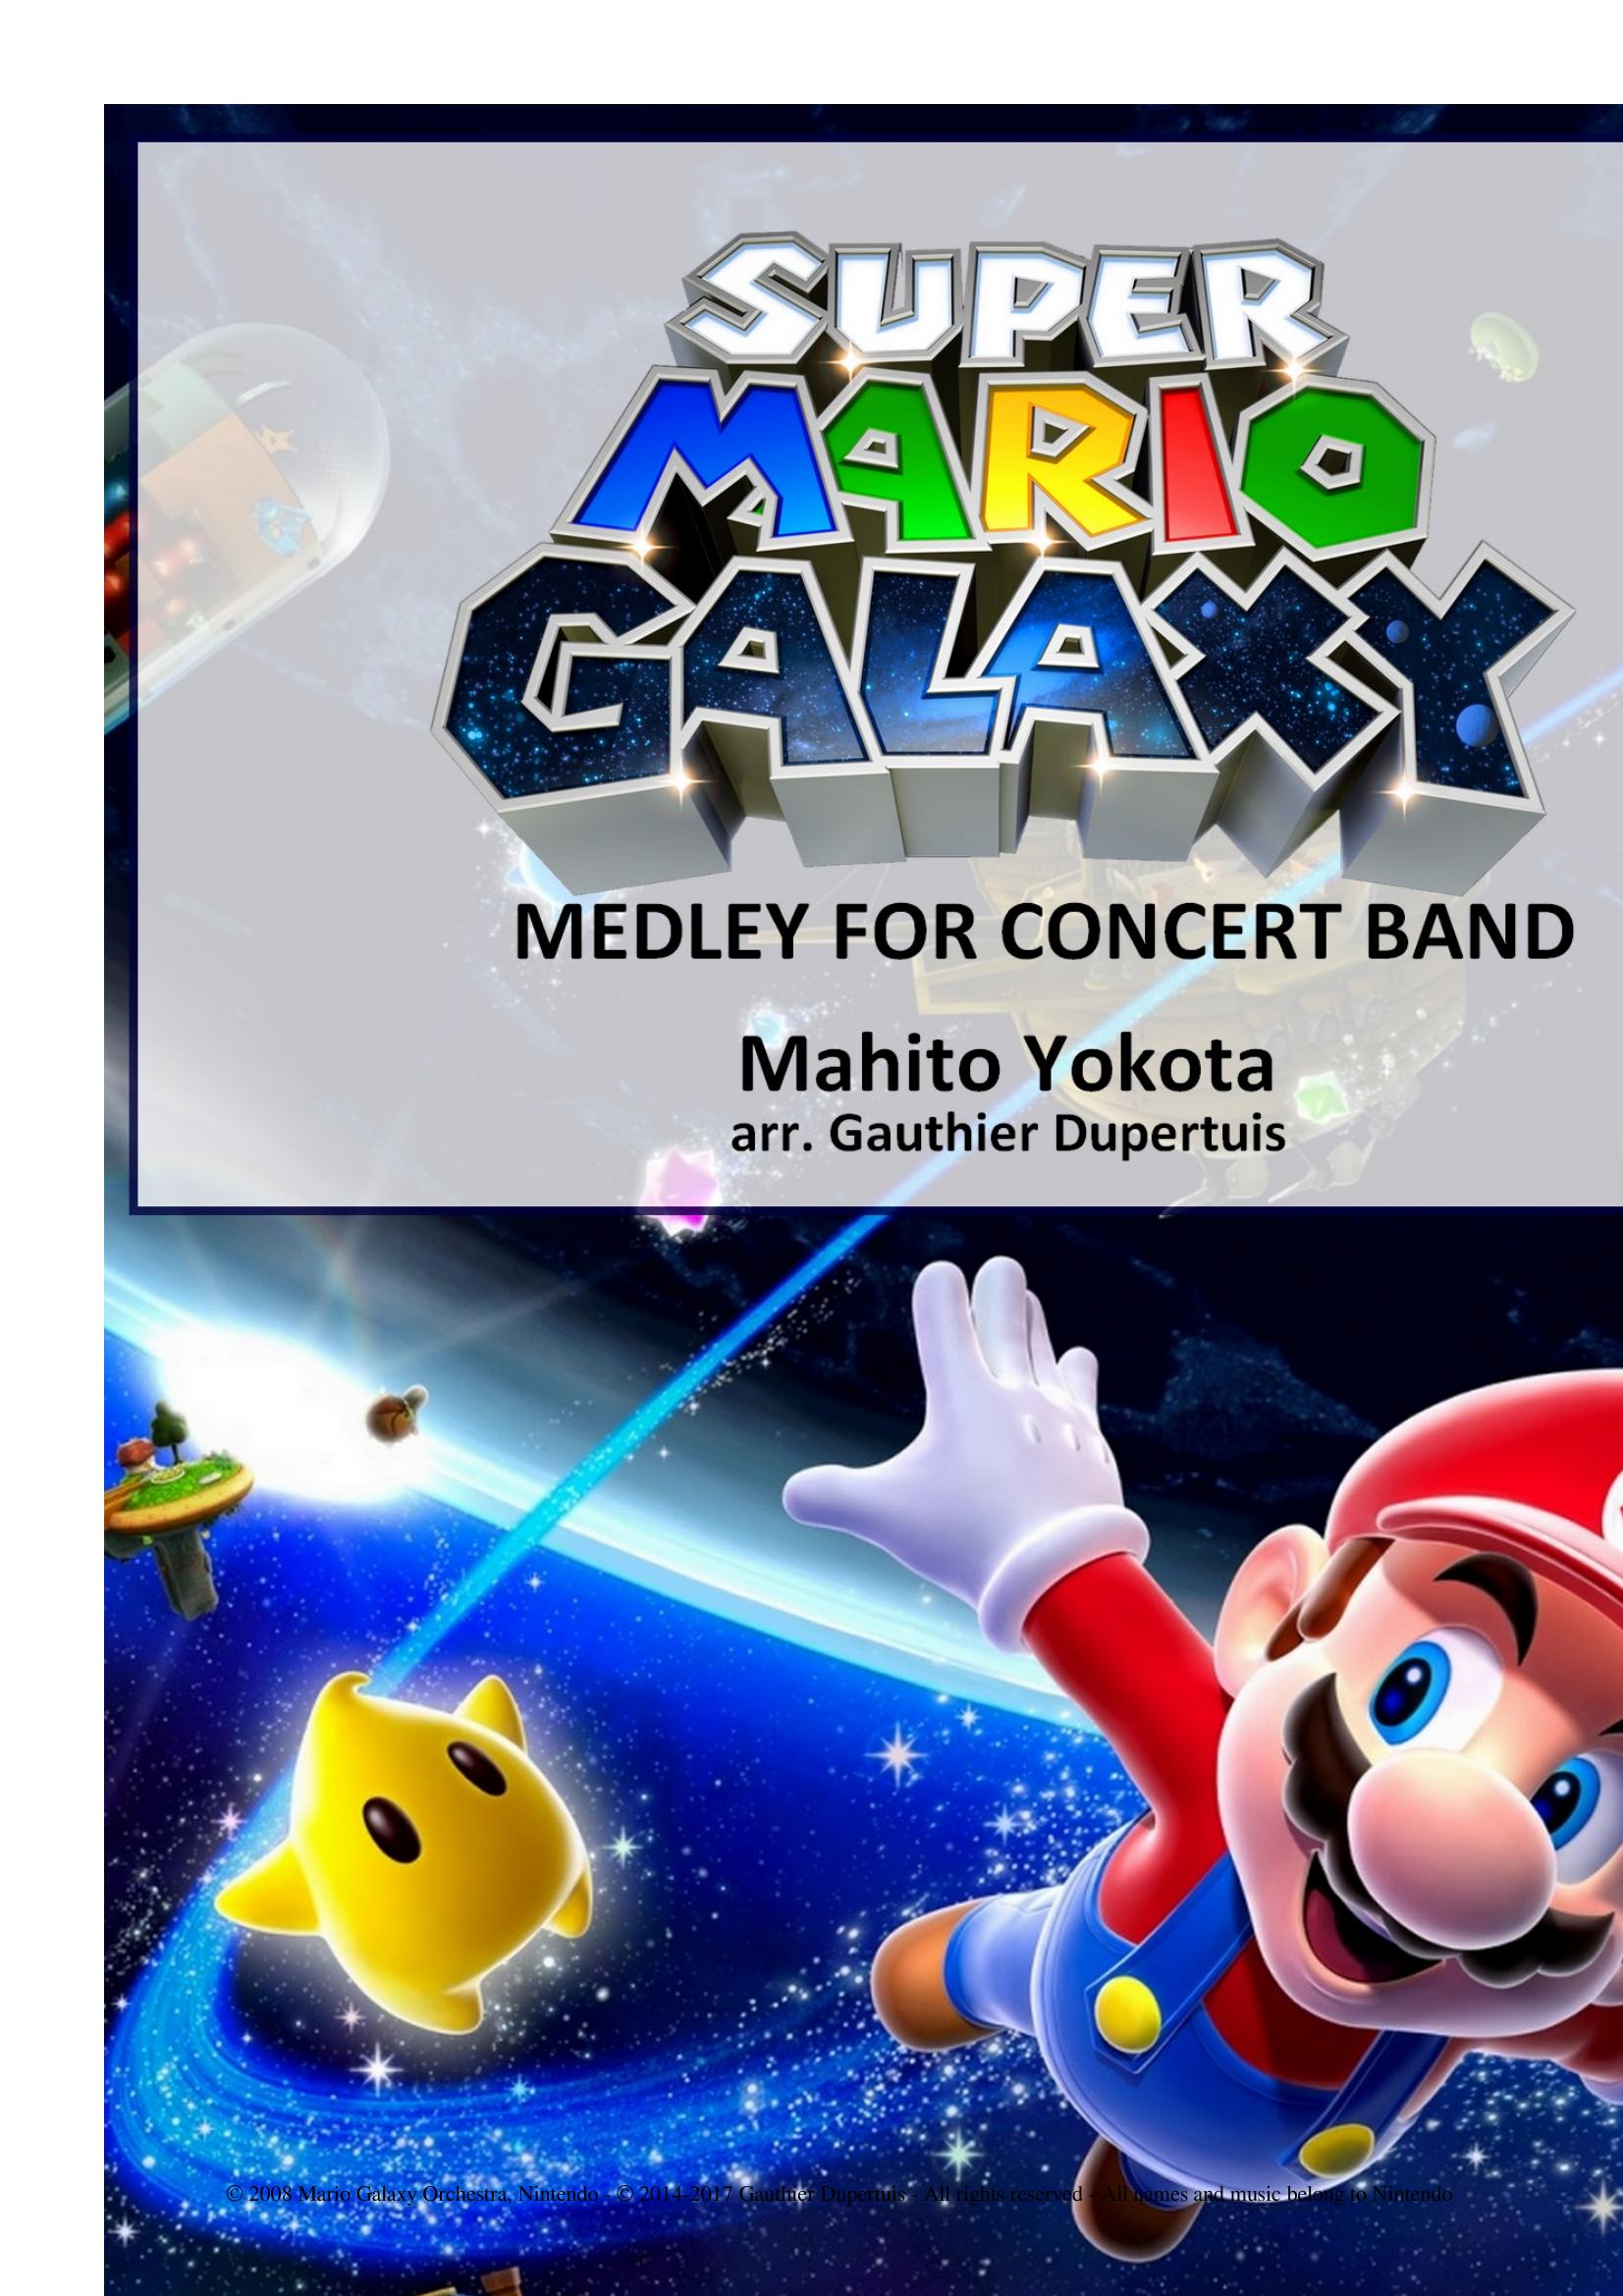 SUPER
MARIO
GALAXY
MEDLEY FOR CONCERT BAND
Mahito Yokota
arr. Gauthier Dupertuis
© 2008 Mario Galaxy Orchestra, Nintendo - © 2014-2017 Gauthier Dupertuis - All rights reserved - All names and music belong to Nintendo